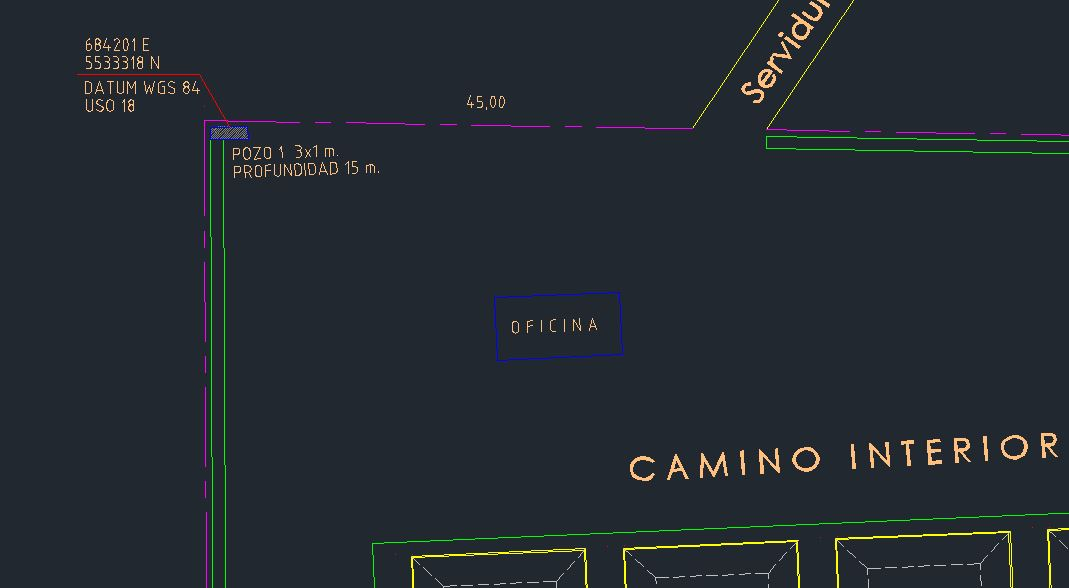 684201 E
5533318 N
DATUM WGS 84
USO 18
45,00
POZO 1 3x1 m.
PROFUNDIDAD 15 m.
OFICINA
CAMINO INTERIOR